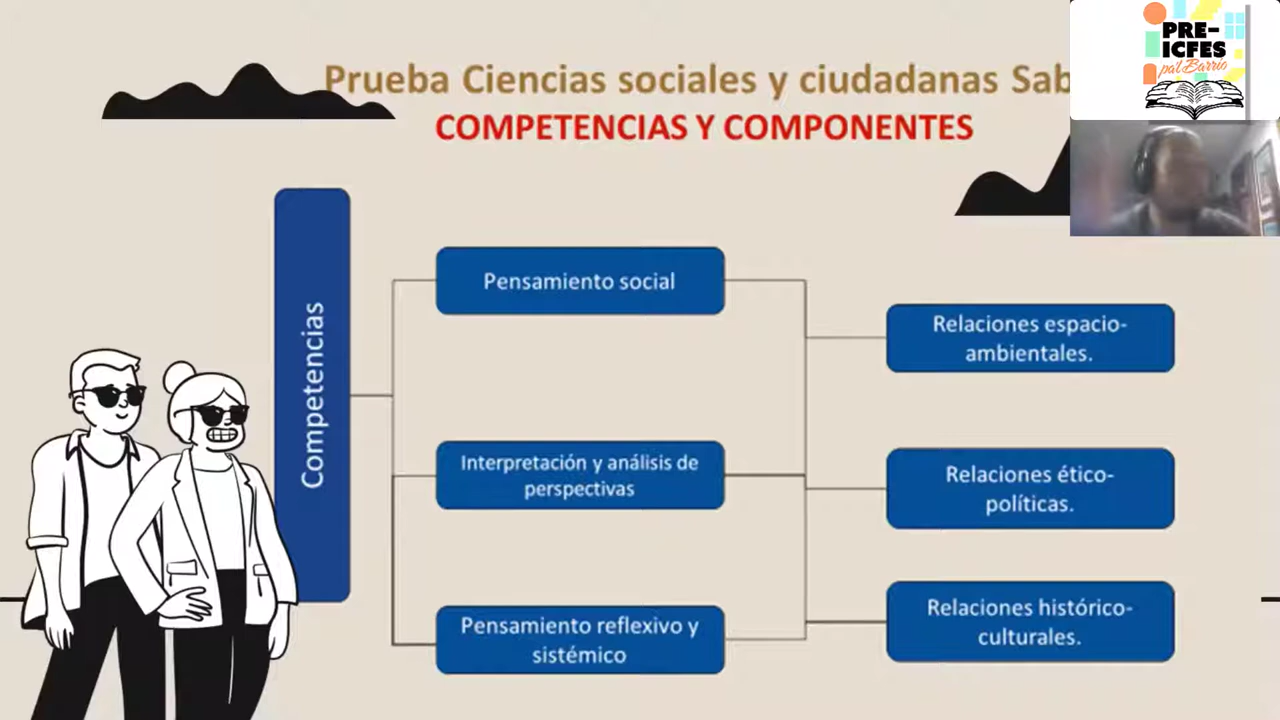 PRE-
ICFES
pa'l Barrio
Prueba Ciencias sociales y ciudadanas Sab
COMPETENCIAS Y COMPONENTES
Competencias
Pensamiento social
Interpretación y análisis de
perspectivas
Pensamiento reflexivo y
sistémico
Relaciones espacio-
ambientales.
Relaciones ético-
políticas.
Relaciones histórico-
culturales.